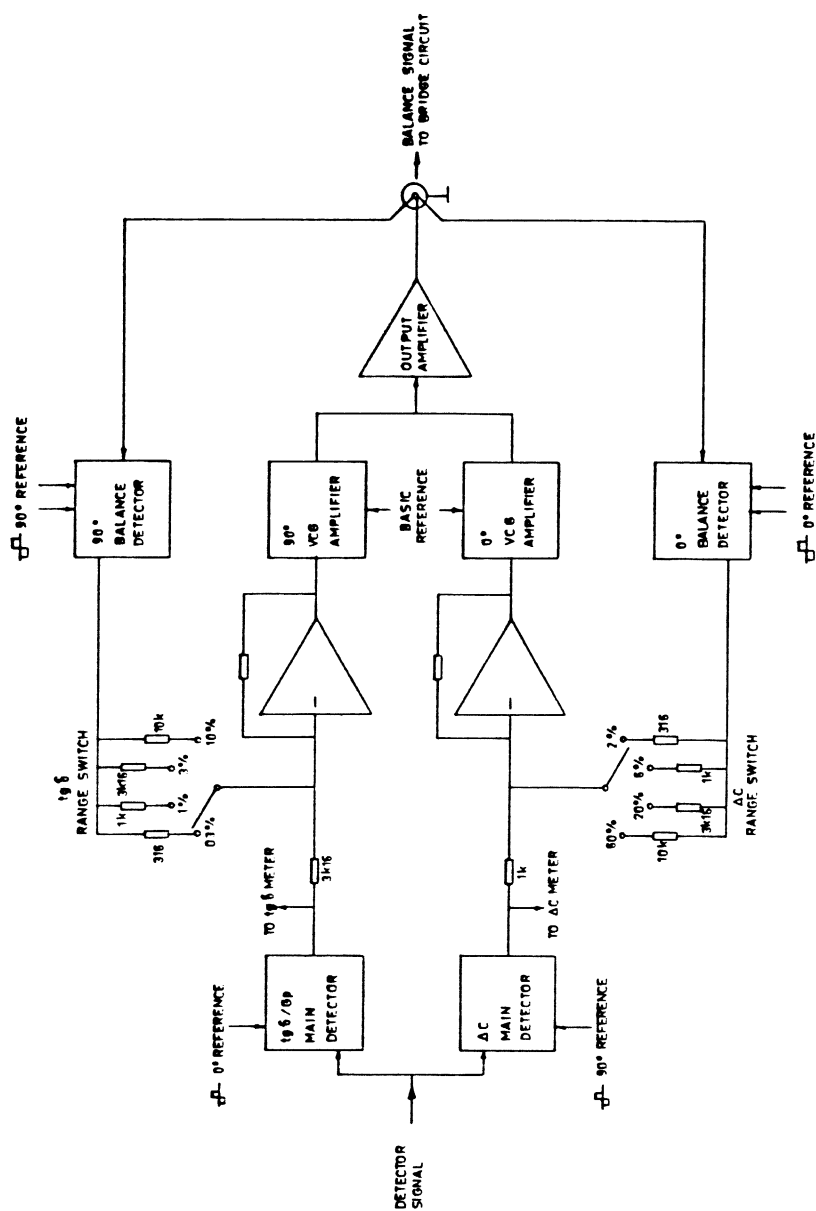 DETECTOR
SIGNAL
0° REFERENCE
tg δ/Gp
MAIN
DETECTOR
ΔC
MAIN
DETECTOR
90° REFERENCE
TO tg δ METER
3k16
TO ΔC METER
1k
tg δ
RANGE SWITCH
316
1k
3k16
10k
0.1%
1%
3%
10%
60%
20%
6%
2%
10k
3k16
1k
316
ΔC
RANGE SWITCH
–
–
90° REFERENCE
90°
BALANCE
DETECTOR
90°
VCG
AMPLIFIER
BASIC
REFERENCE
0°
VCG
AMPLIFIER
0°
BALANCE
DETECTOR
0° REFERENCE
OUTPUT
AMPLIFIER
BALANCE SIGNAL
TO BRIDGE CIRCUIT